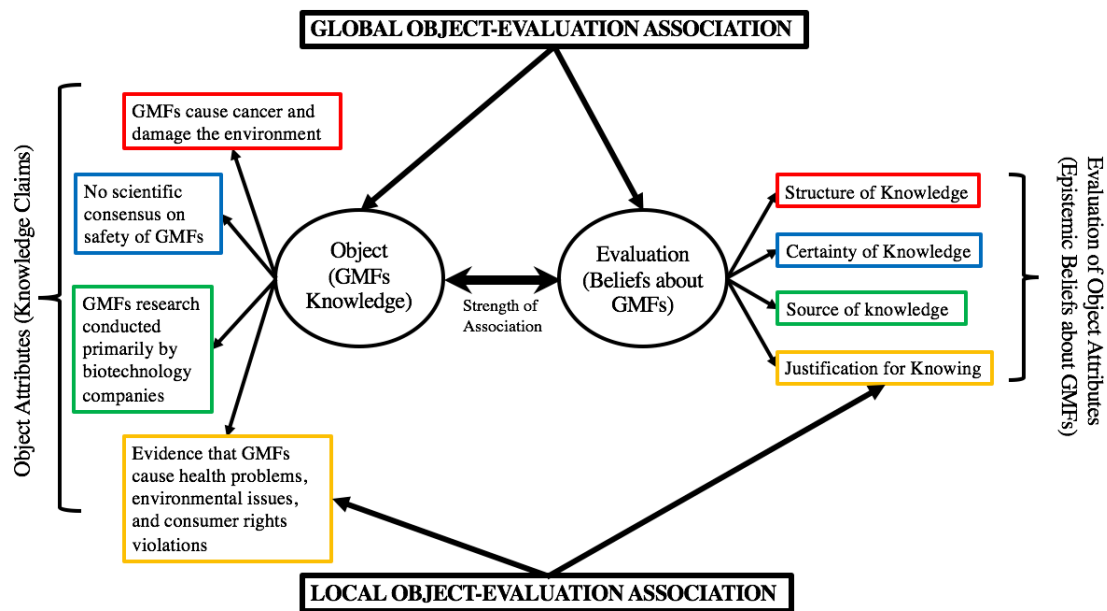 GLOBAL OBJECT-EVALUATION ASSOCIATION
Object Attributes (Knowledge Claims)
GMFs cause cancer and
damage the environment
No scientific
consensus on
safety of GMFs
GMFs research
conducted
primarily by
biotechnology
companies
Evidence that GMFs
cause health problems,
environmental issues,
and consumer rights
violations
Object
(GMFs
Knowledge)
Strength of
Association
Evaluation
(Beliefs about
GMFs)
Structure of Knowledge
Certainty of Knowledge
Source of knowledge
Justification for Knowing
Evaluation of Object Attributes
(Epistemic Beliefs about GMFs)
LOCAL OBJECT-EVALUATION ASSOCIATION